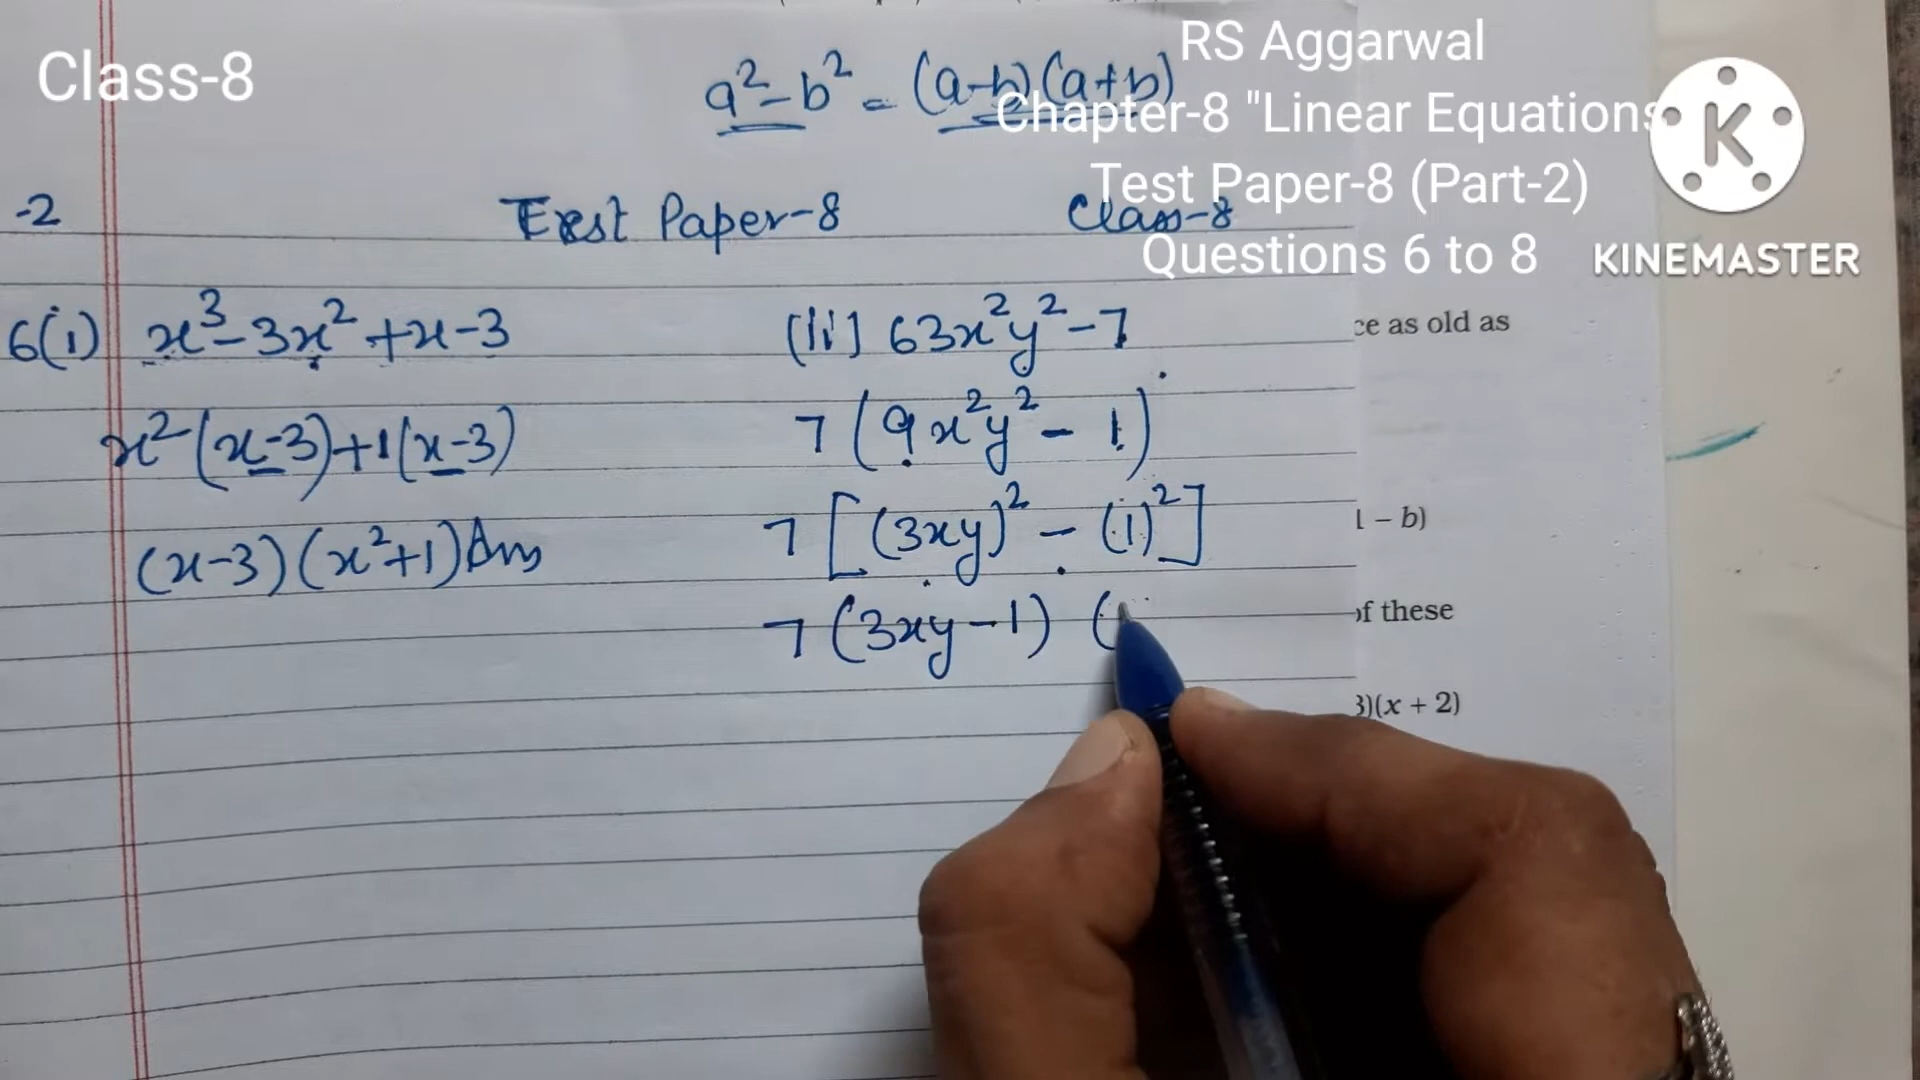 Class-8
a² - b² = (a-b)(a+b)
RS Aggarwal
Chapter-8 "Linear Equations
Test Paper-8 (Part-2)
Questions 6 to 8
K
KINEMASTER
-2
Test Paper-8
Class-8
6(i) x³ - 3x² + x - 3
x²(x-3)+1(x-3)
(x-3)(x²+1) Ans
(ii) 63x²y² - 7
7(9x²y² - 1)
7[(3xy)² - (1)²]
7(3xy-1) (
ce as old as
- b)
of these
3)(x + 2)